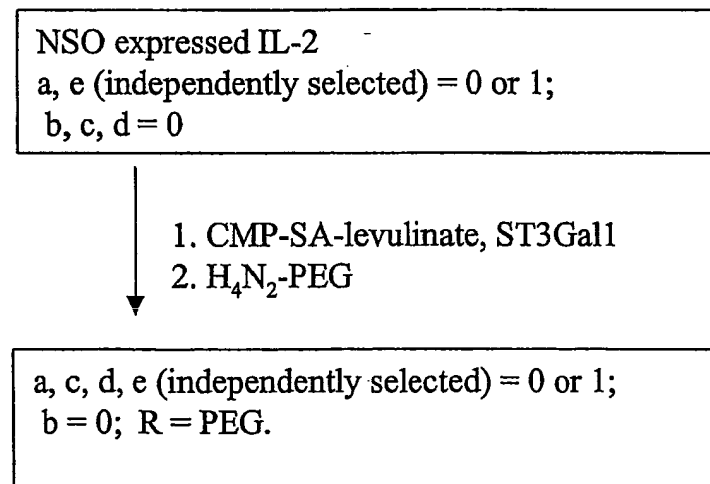 NSO expressed IL-2
a, e (independently selected) = 0 or 1;
b, c, d = 0
1. CMP-SA-levulinate, ST3Gal1
2. H₄N₂-PEG
a, c, d, e (independently selected) = 0 or 1;
b = 0; R = PEG.